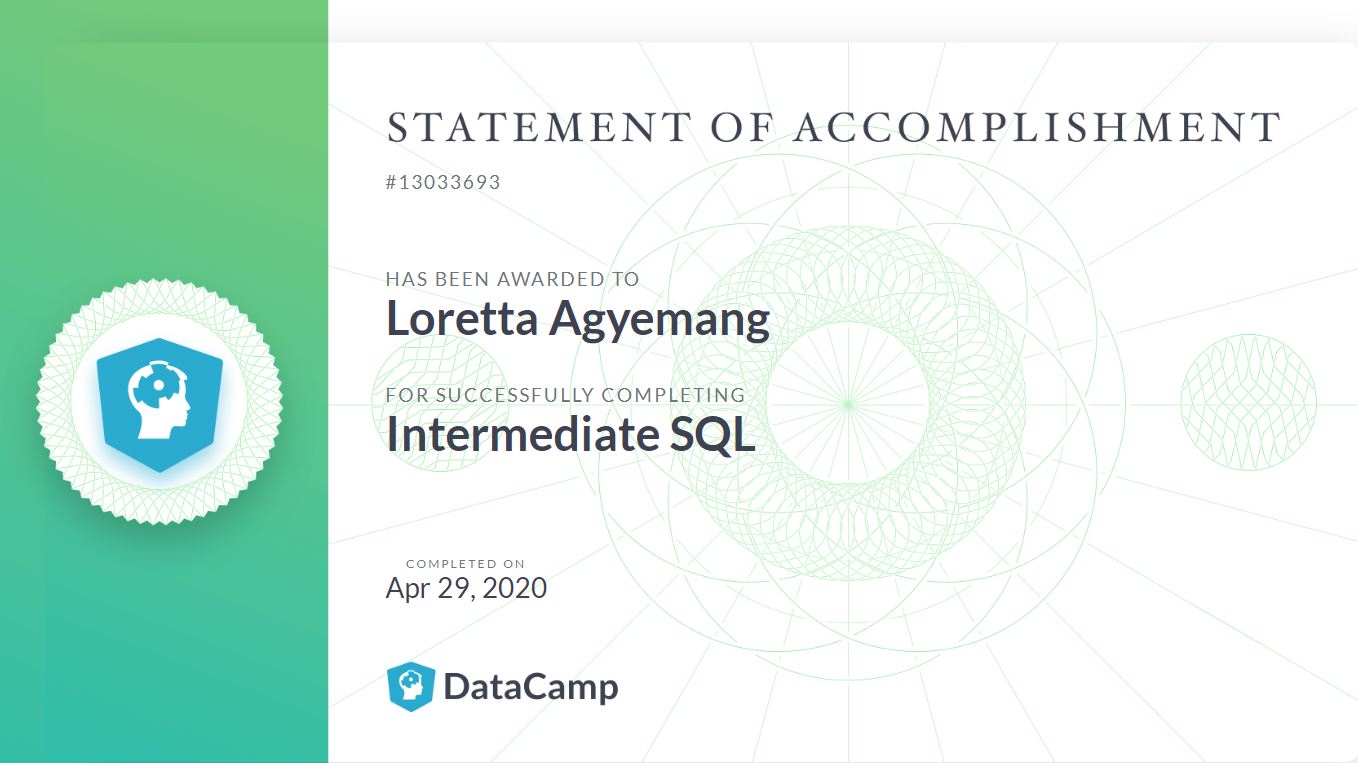 STATEMENT OF ACCOMPLISHMENT
#13033693
HAS BEEN AWARDED TO
Loretta Agyemang
FOR SUCCESSFULLY COMPLETING
Intermediate SQL
COMPLETED ON
Apr 29, 2020
DataCamp